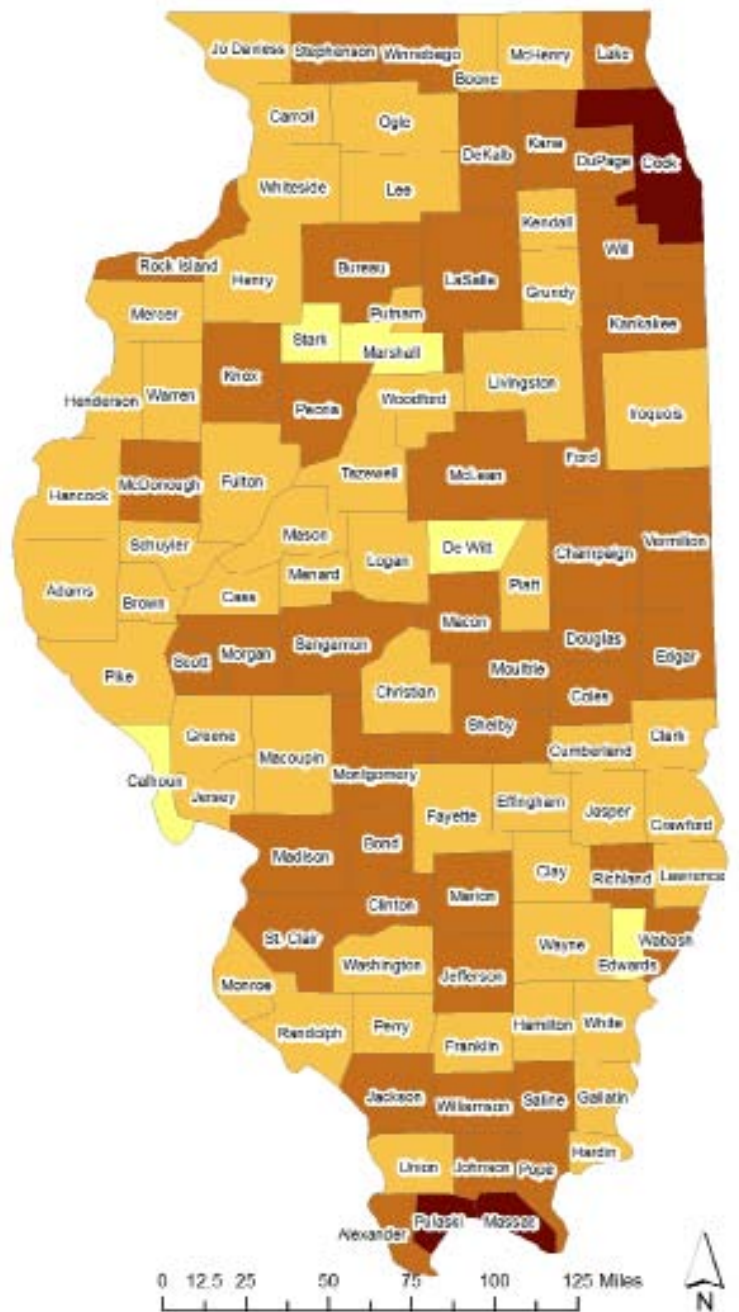 Jo Daviess Stephenson Winnebago Boone McHenry Lake
Carroll Ogle DeKalb Kane DuPage Cook
Whiteside Lee Kendall Will
Rock Island Henry Bureau LaSalle Grundy
Mercer Stark Putnam Marshall Kankakee
Henderson Warren Knox Peoria Woodford Livingston Iroquois
Hancock McDonough Fulton Tazewell McLean Ford
Schuyler Mason Logan De Witt Champaign Vermilion
Adams Brown Cass Menard Piatt
Pike Scott Morgan Sangamon Macon Douglas Edgar
Christian Moultrie Coles
Greene Macoupin Shelby Cumberland Clark
Calhoun Jersey Montgomery Fayette Effingham Jasper Crawford
Madison Bond Clay Richland Lawrence
Clinton Marion
St. Clair Washington Jefferson Wayne Edwards Wabash
Monroe Randolph Perry Franklin Hamilton White
Jackson Williamson Saline Gallatin
Union Johnson Pope Hardin
Alexander Pulaski Massac
0 12.5 25 50 75 100 125 Miles
N